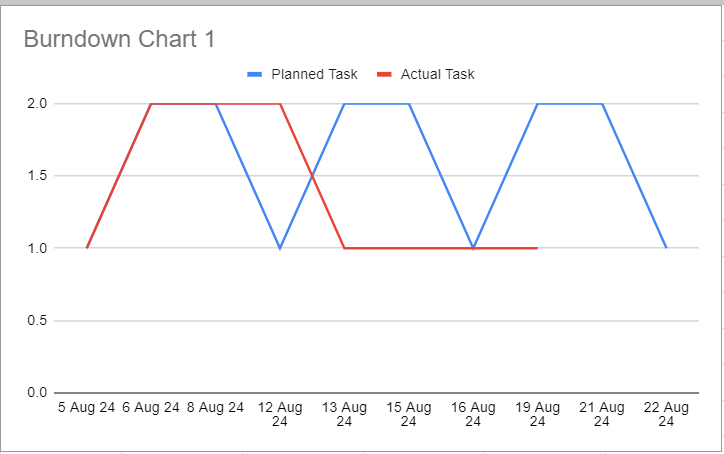 Burndown Chart 1
Planned Task Actual Task
2.0
1.5
1.0
0.5
0.0
5 Aug 24 6 Aug 24 8 Aug 24 12 Aug 24 13 Aug 24 15 Aug 24 16 Aug 24 19 Aug 24 21 Aug 24 22 Aug 24